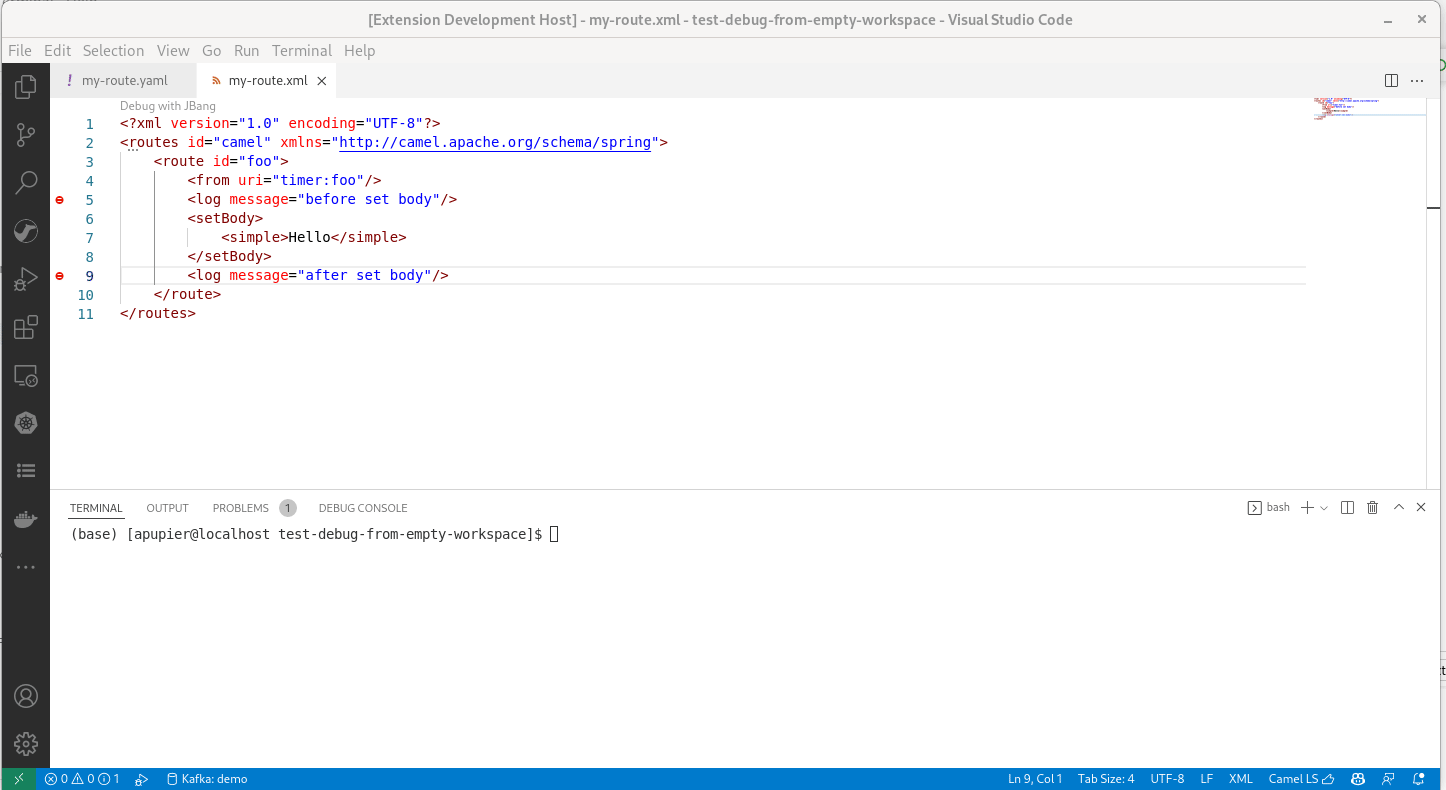 [Extension Development Host] - my-route.xml - test-debug-from-empty-workspace - Visual Studio Code
File Edit Selection View Go Run Terminal Help
! my-route.yaml my-route.xml
Debug with JBang
1 <?xml version="1.0" encoding="UTF-8"?>
2 <routes id="camel" xmlns="http://camel.apache.org/schema/spring">
3 <route id="foo">
4 <from uri="timer:foo"/>
5 <log message="before set body"/>
6 <setBody>
7 <simple>Hello</simple>
8 </setBody>
9 <log message="after set body"/>
10 </route>
11 </routes>
TERMINAL OUTPUT PROBLEMS 1 DEBUG CONSOLE bash
(base) [apupier@localhost test-debug-from-empty-workspace]$
0 0 1 Kafka: demo Ln 9, Col 1 Tab Size: 4 UTF-8 LF XML Camel LS